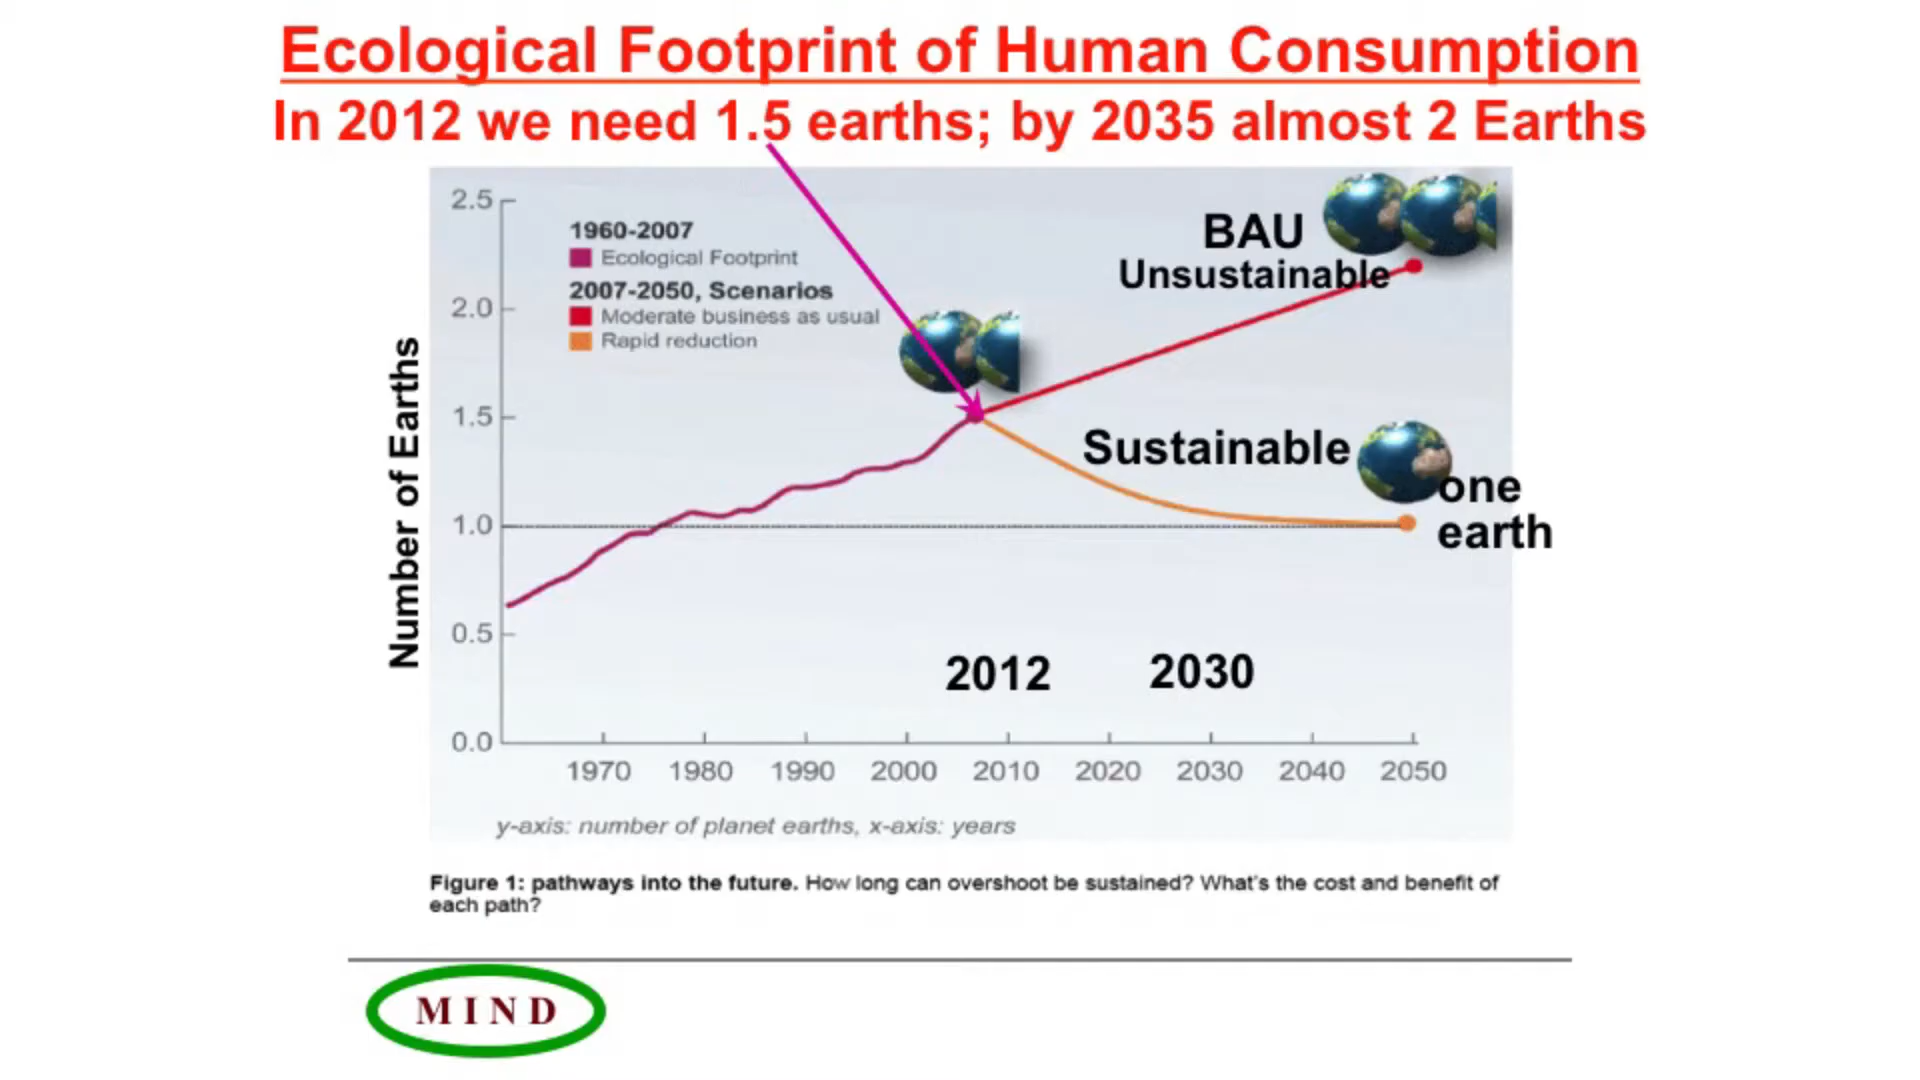 Ecological Footprint of Human Consumption
In 2012 we need 1.5 earths; by 2035 almost 2 Earths
2.5
1960-2007
Ecological Footprint
2007-2050, Scenarios
Moderate business as usual
Rapid reduction
BAU
Unsustainable
2.0
1.5
Sustainable
one
earth
1.0
0.5
0.0
Number of Earths
2012
2030
1970 1980 1990 2000 2010 2020 2030 2040 2050
y-axis: number of planet earths, x-axis: years
Figure 1: pathways into the future. How long can overshoot be sustained? What's the cost and benefit of
each path?
MIND